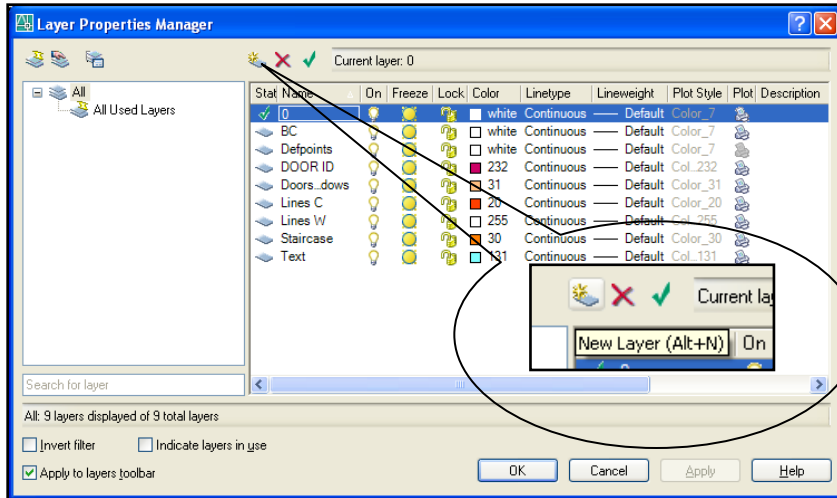 Layer Properties Manager
Current layer: 0
All
All Used Layers
Stat Name On Freeze Lock Color Linetype Lineweight Plot Style Plot Description
0 white Continuous Default Color_7
BC white Continuous Default Color_7
Defpoints white Continuous Default Color_7
DOOR ID 232 Continuous Default Col...232
Doors...dows 31 Continuous Default Color_31
Lines C 20 Continuous Default Color_20
Lines W 255 Continuous Default Col...255
Staircase 30 Continuous Default Color_30
Text 131 Continuous Default Col...131
Current la
New Layer (Alt+N) On
Search for layer
All: 9 layers displayed of 9 total layers
Invert filter Indicate layers in use
Apply to layers toolbar
OK Cancel Apply Help